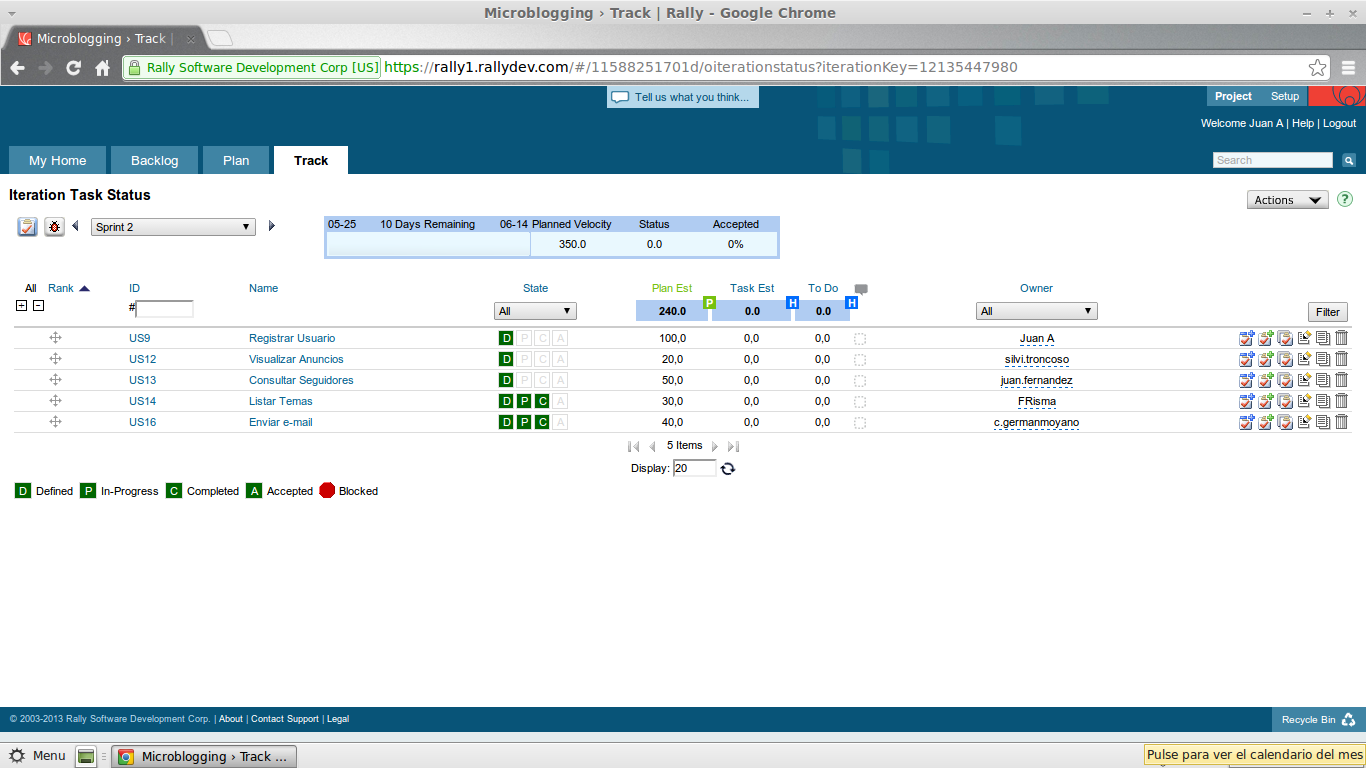 Microblogging › Track | Rally - Google Chrome
Microblogging › Track |
Rally Software Development Corp [US] https://rally1.rallydev.com/#/11588251701d/oiterationstatus?iterationKey=12135447980
Tell us what you think...
Project Setup
Welcome Juan A | Help | Logout
My Home Backlog Plan Track
Search
Iteration Task Status
Actions ?
Sprint 2
05-25 10 Days Remaining 06-14 Planned Velocity Status Accepted
350.0 0.0 0%
All Rank ID Name State Plan Est Task Est To Do Owner
# All 240.0 P 0.0 H 0.0 H All Filter
US9 Registrar Usuario D P C A 100,0 0,0 0,0 Juan A
US12 Visualizar Anuncios D P C A 20,0 0,0 0,0 silvi.troncoso
US13 Consultar Seguidores D P C A 50,0 0,0 0,0 juan.fernandez
US14 Listar Temas D P C A 30,0 0,0 0,0 FRisma
US16 Enviar e-mail D P C A 40,0 0,0 0,0 c.germanmoyano
5 Items
Display: 20
D Defined P In-Progress C Completed A Accepted Blocked
© 2003-2013 Rally Software Development Corp. | About | Contact Support | Legal
Recycle Bin
Menu Microblogging › Track ...
Pulse para ver el calendario del mes